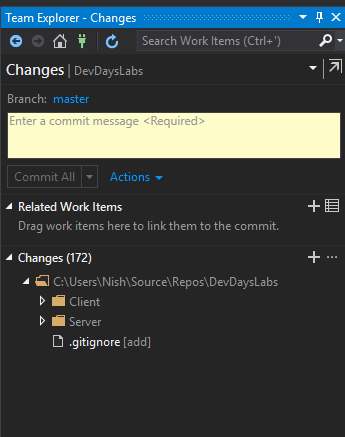 Team Explorer - Changes
Search Work Items (Ctrl+')
Changes | DevDaysLabs
Branch: master
Enter a commit message <Required>
Commit All
Actions
Related Work Items
Drag work items here to link them to the commit.
Changes (172)
C:\Users\Nish\Source\Repos\DevDaysLabs
Client
Server
.gitignore [add]